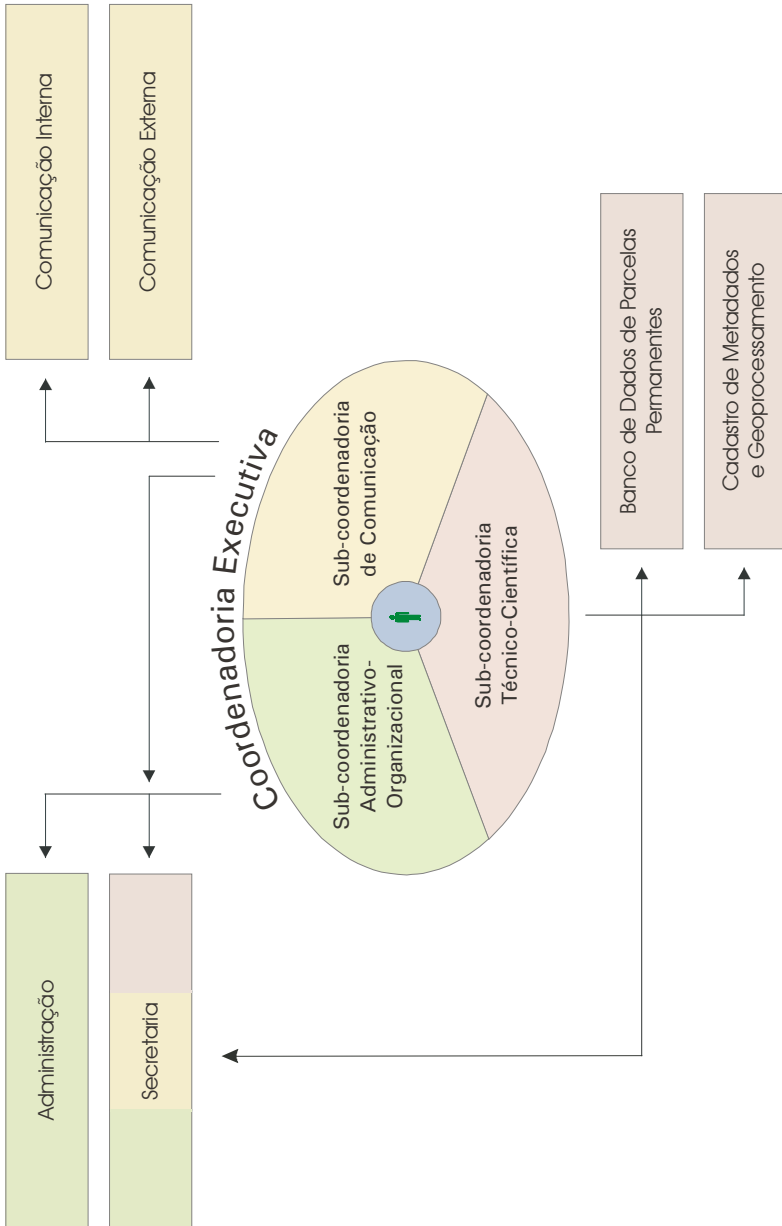 Administração
Secretaria
Comunicação Interna
Comunicação Externa
Coordenadoria Executiva
Sub-coordenadoria
Administrativo-
Organizacional
Sub-coordenadoria
de Comunicação
Sub-coordenadoria
Técnico-Científica
Banco de Dados de Parcelas
Permanentes
Cadastro de Metadados
e Geoprocessamento